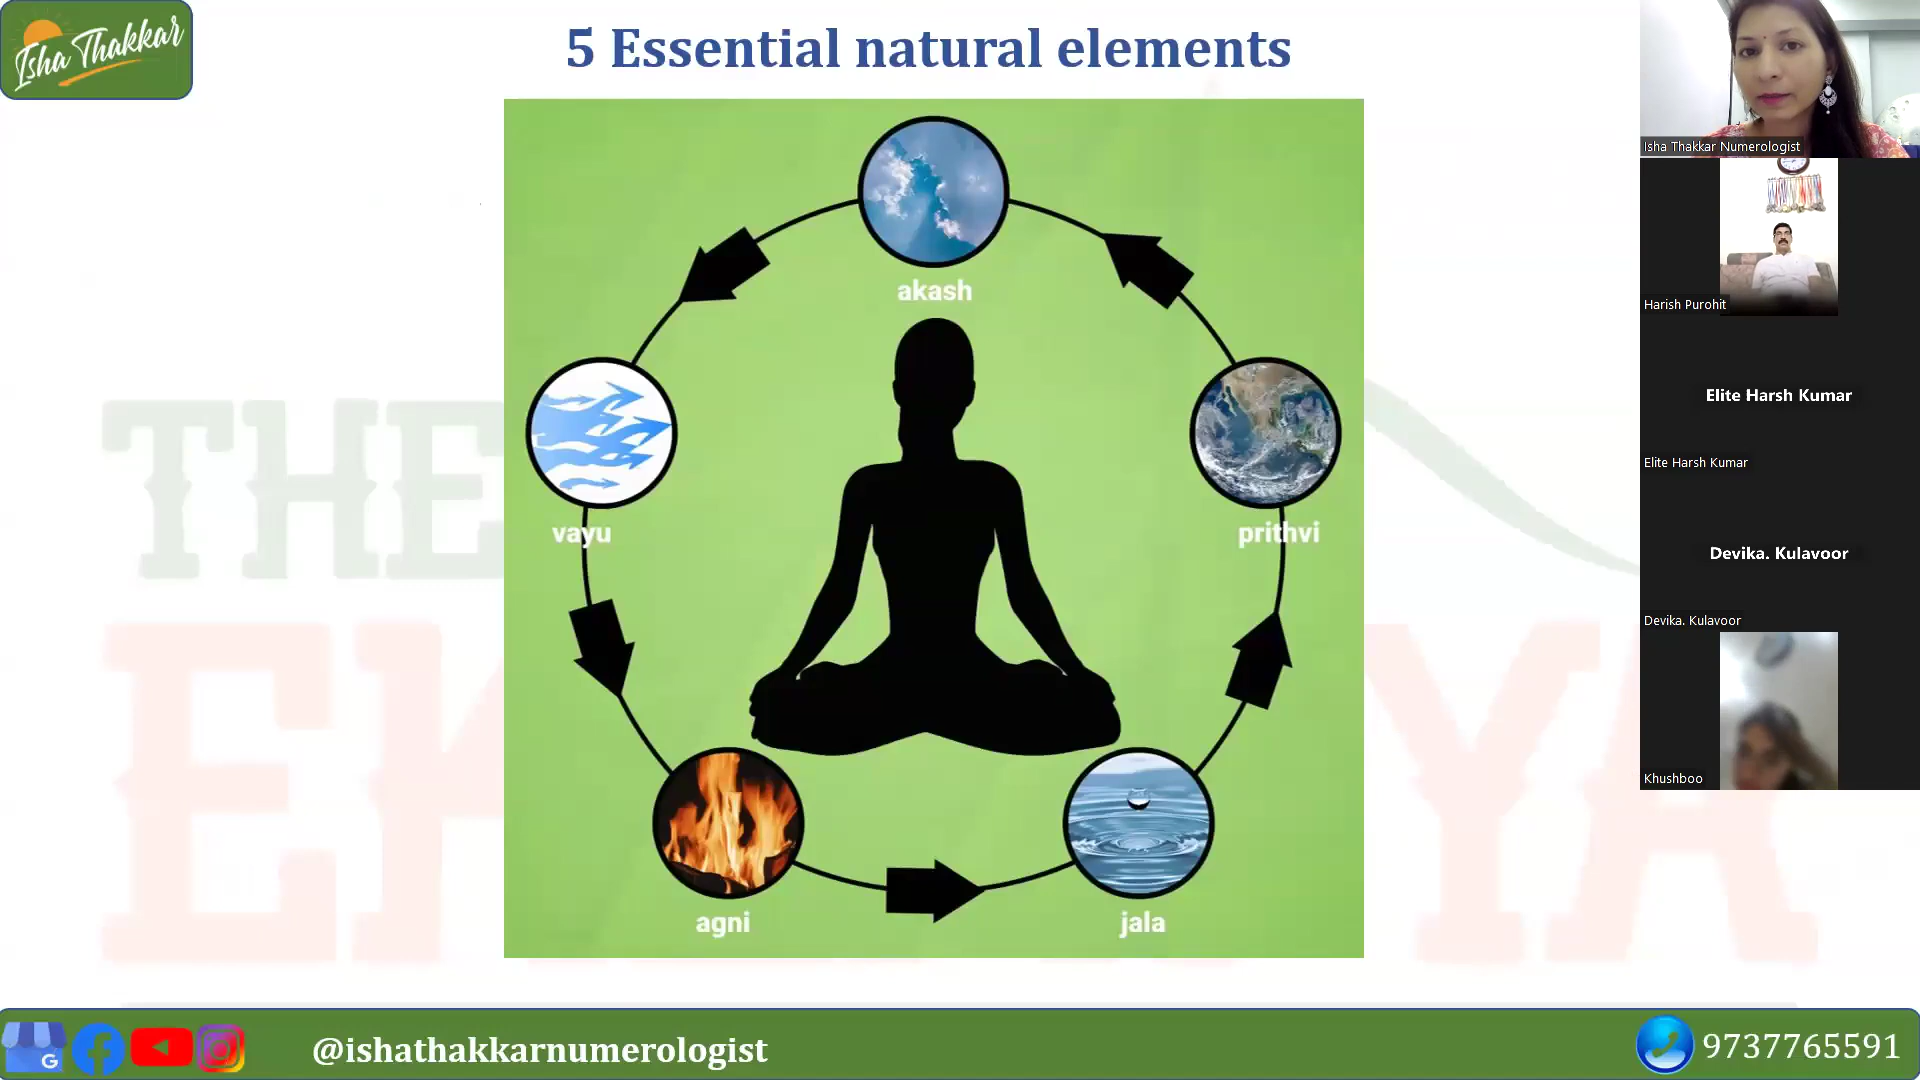 Isha Thakkar
5 Essential natural elements
akash
vayu
prithvi
agni
jala
THE
Isha Thakkar Numerologist
Harish Purohit
Elite Harsh Kumar
Elite Harsh Kumar
Devika. Kulavoor
Devika. Kulavoor
Khushboo
G
@ishathakkarnumerologist
9737765591